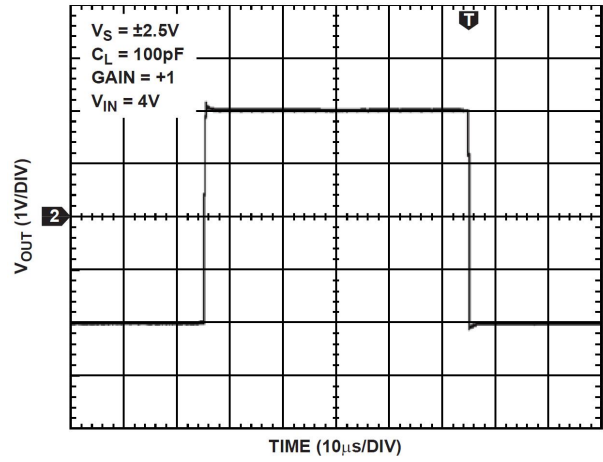 T
V_S = ±2.5V
C_L = 100pF
GAIN = +1
V_IN = 4V
V_OUT (1V/DIV)
2
TIME (10µs/DIV)